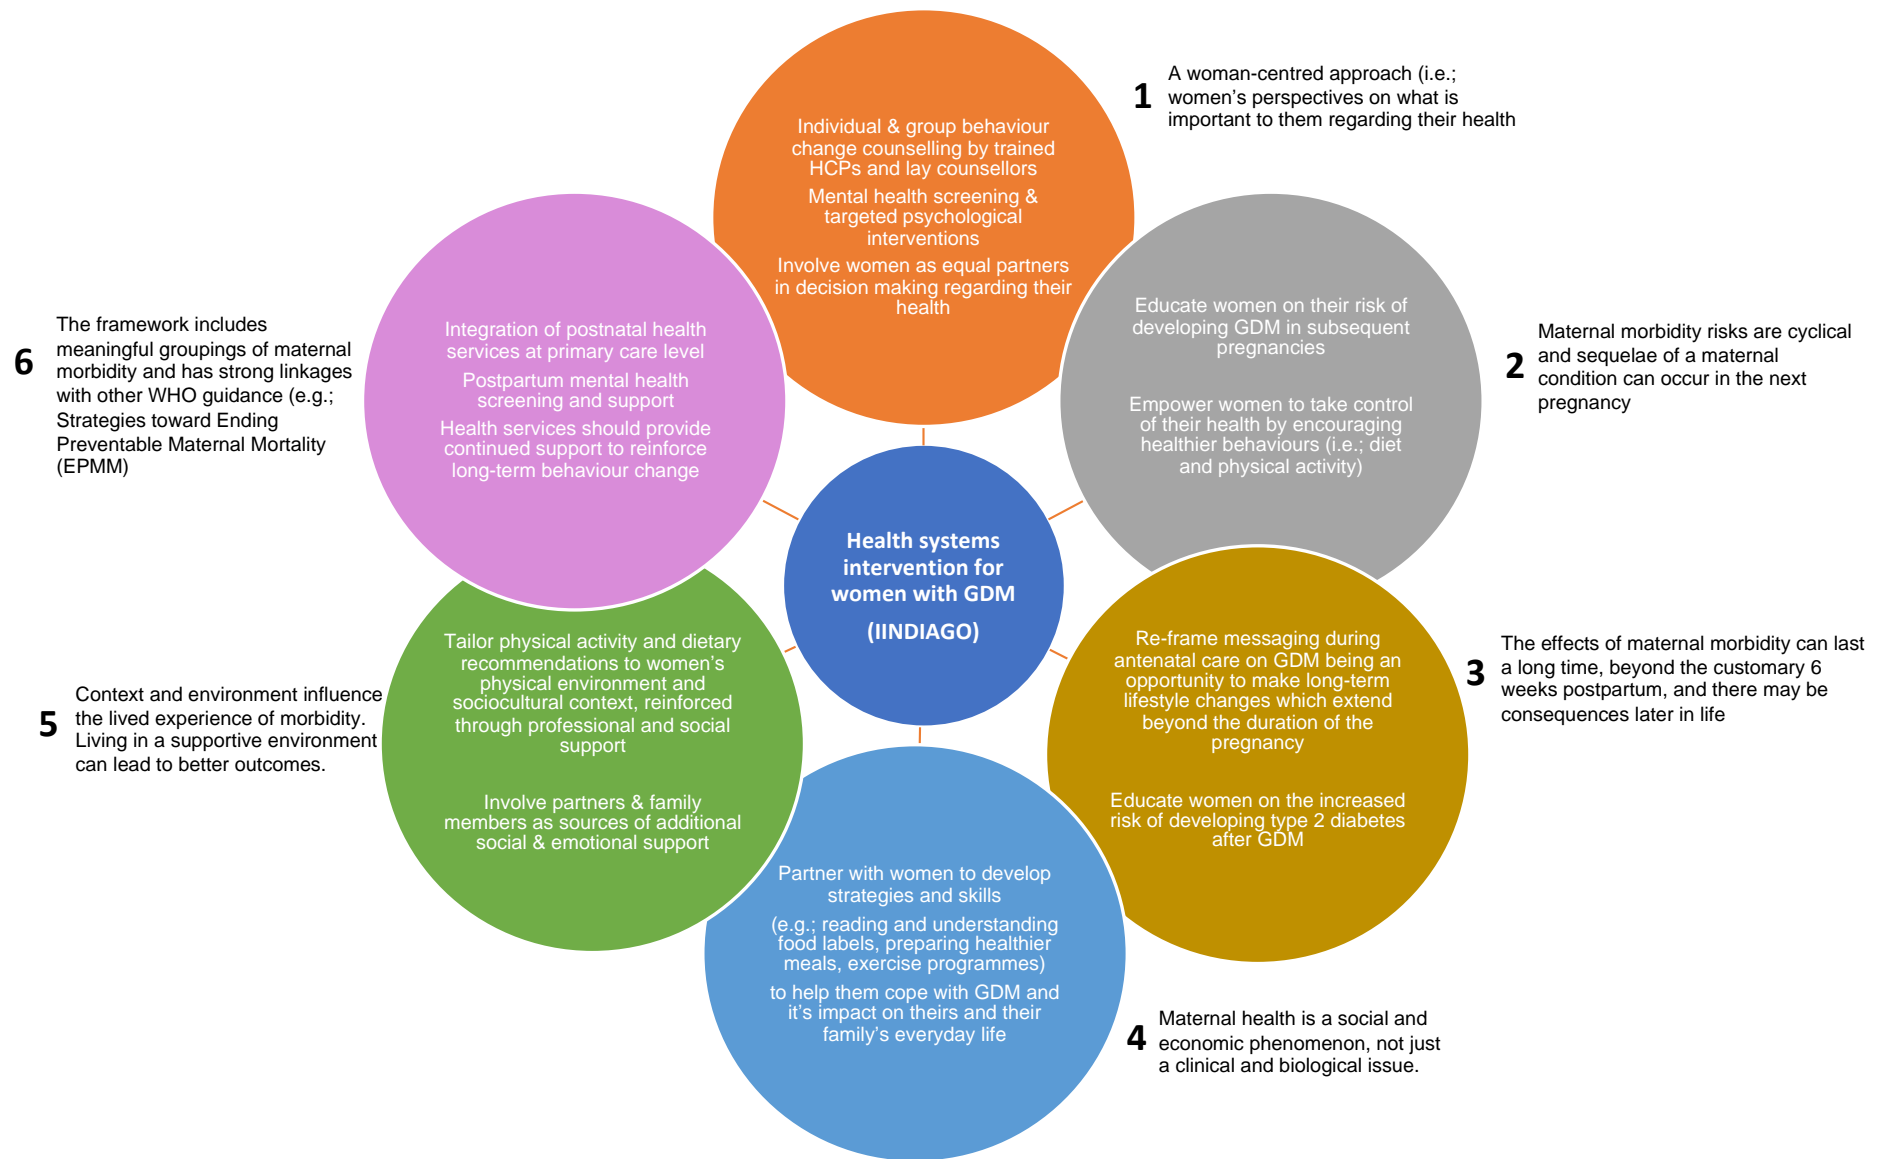 Individual & group behaviour
change counselling by trained
HCPs and lay counsellors
Mental health screening &
targeted psychological
interventions
Involve women as equal partners
in decision making regarding their
health
1
A woman-centred approach (i.e.;
women's perspectives on what is
important to them regarding their health
Educate women on their risk of
developing GDM in subsequent
pregnancies
Empower women to take control
of their health by encouraging
healthier behaviours (i.e.; diet
and physical activity)
2
Maternal morbidity risks are cyclical
and sequelae of a maternal
condition can occur in the next
pregnancy
Re-frame messaging during
antenatal care on GDM being an
opportunity to make long-term
lifestyle changes which extend
beyond the duration of the
pregnancy
Educate women on the increased
risk of developing type 2 diabetes
after GDM
3
The effects of maternal morbidity can last
a long time, beyond the customary 6
weeks postpartum, and there may be
consequences later in life
Partner with women to develop
strategies and skills
(e.g.; reading and understanding
food labels, preparing healthier
meals, exercise programmes)
to help them cope with GDM and
it's impact on theirs and their
family's everyday life
4
Maternal health is a social and
economic phenomenon, not just
a clinical and biological issue.
Tailor physical activity and dietary
recommendations to women's
physical environment and
sociocultural context, reinforced
through professional and social
support
Involve partners & family
members as sources of additional
social & emotional support
5
Context and environment influence
the lived experience of morbidity.
Living in a supportive environment
can lead to better outcomes.
Integration of postnatal health
services at primary care level
Postpartum mental health
screening and support
Health services should provide
continued support to reinforce
long-term behaviour change
6
The framework includes
meaningful groupings of maternal
morbidity and has strong linkages
with other WHO guidance (e.g.;
Strategies toward Ending
Preventable Maternal Mortality
(EPMM)
Health systems
intervention for
women with GDM
(IINDIAGO)